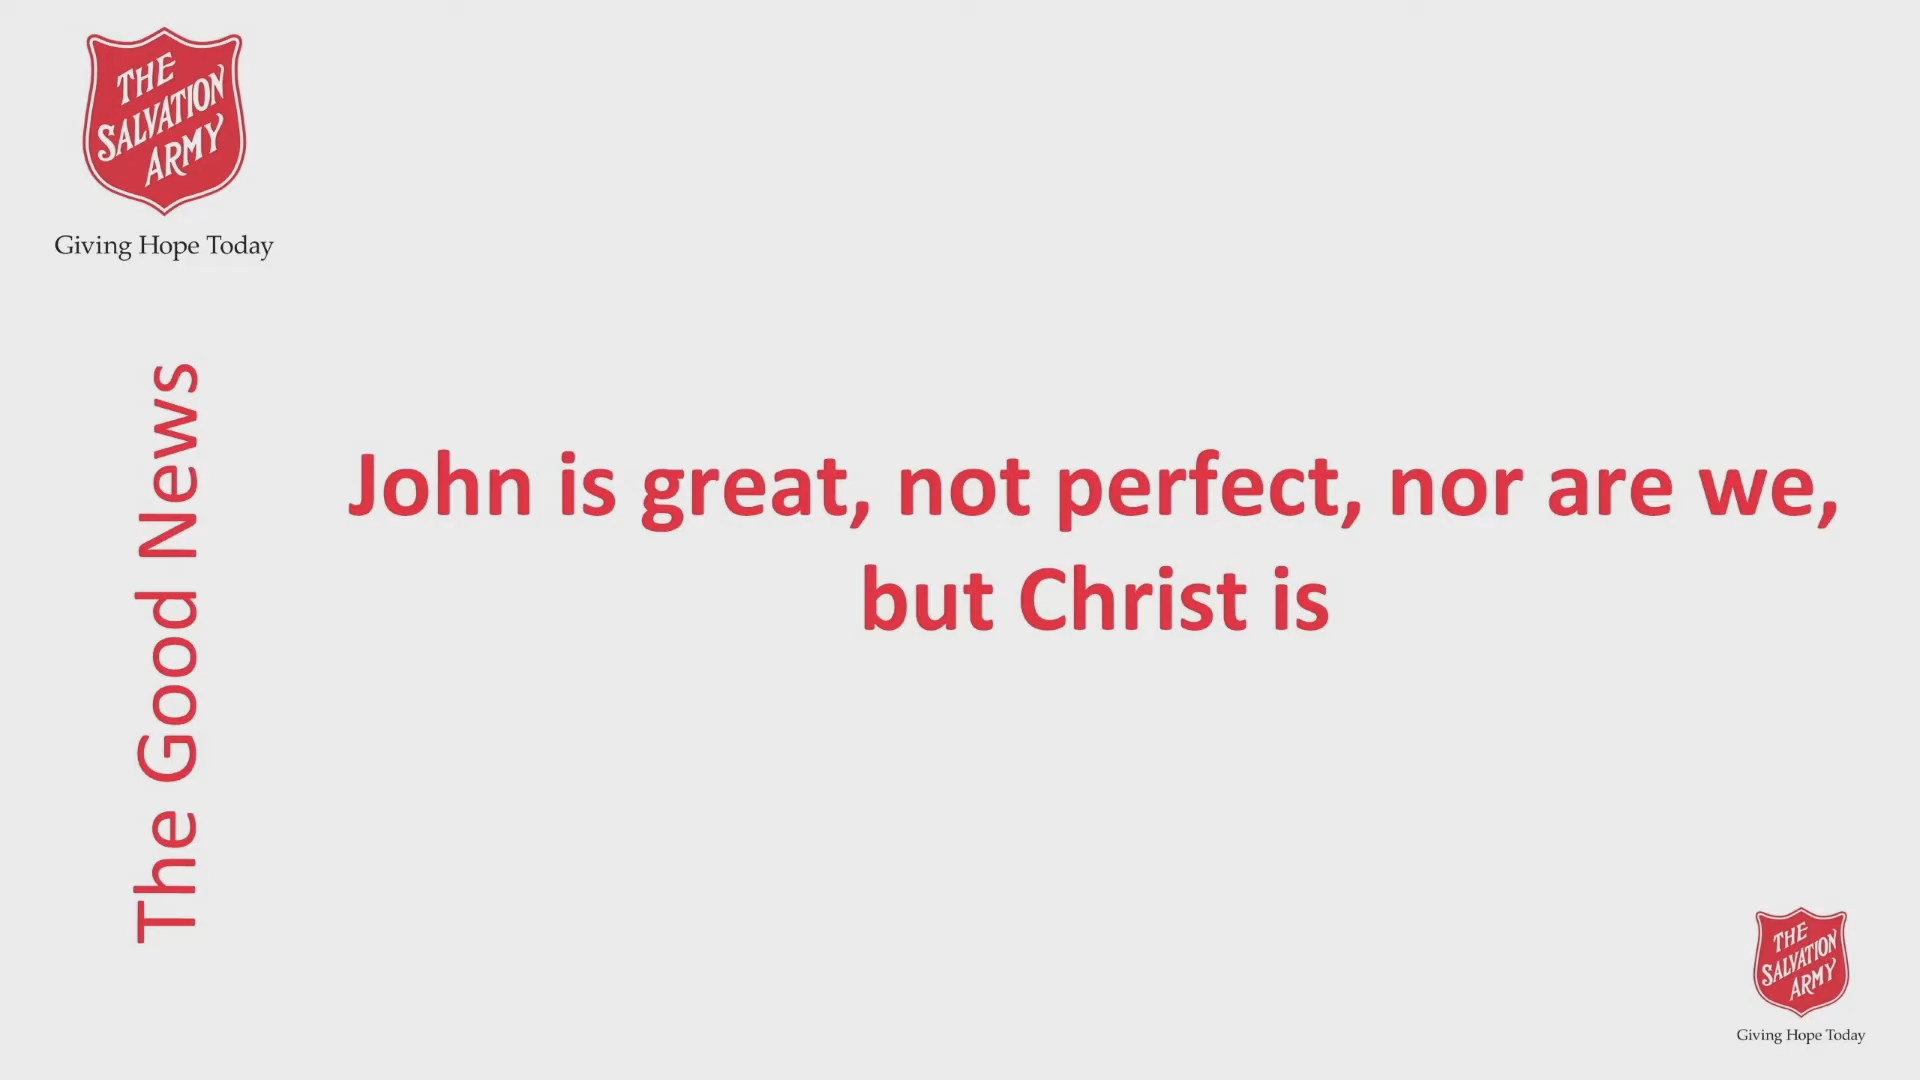 THE
SALVATION
ARMY
Giving Hope Today
The Good News
John is great, not perfect, nor are we,
but Christ is
THE
SALVATION
ARMY
Giving Hope Today